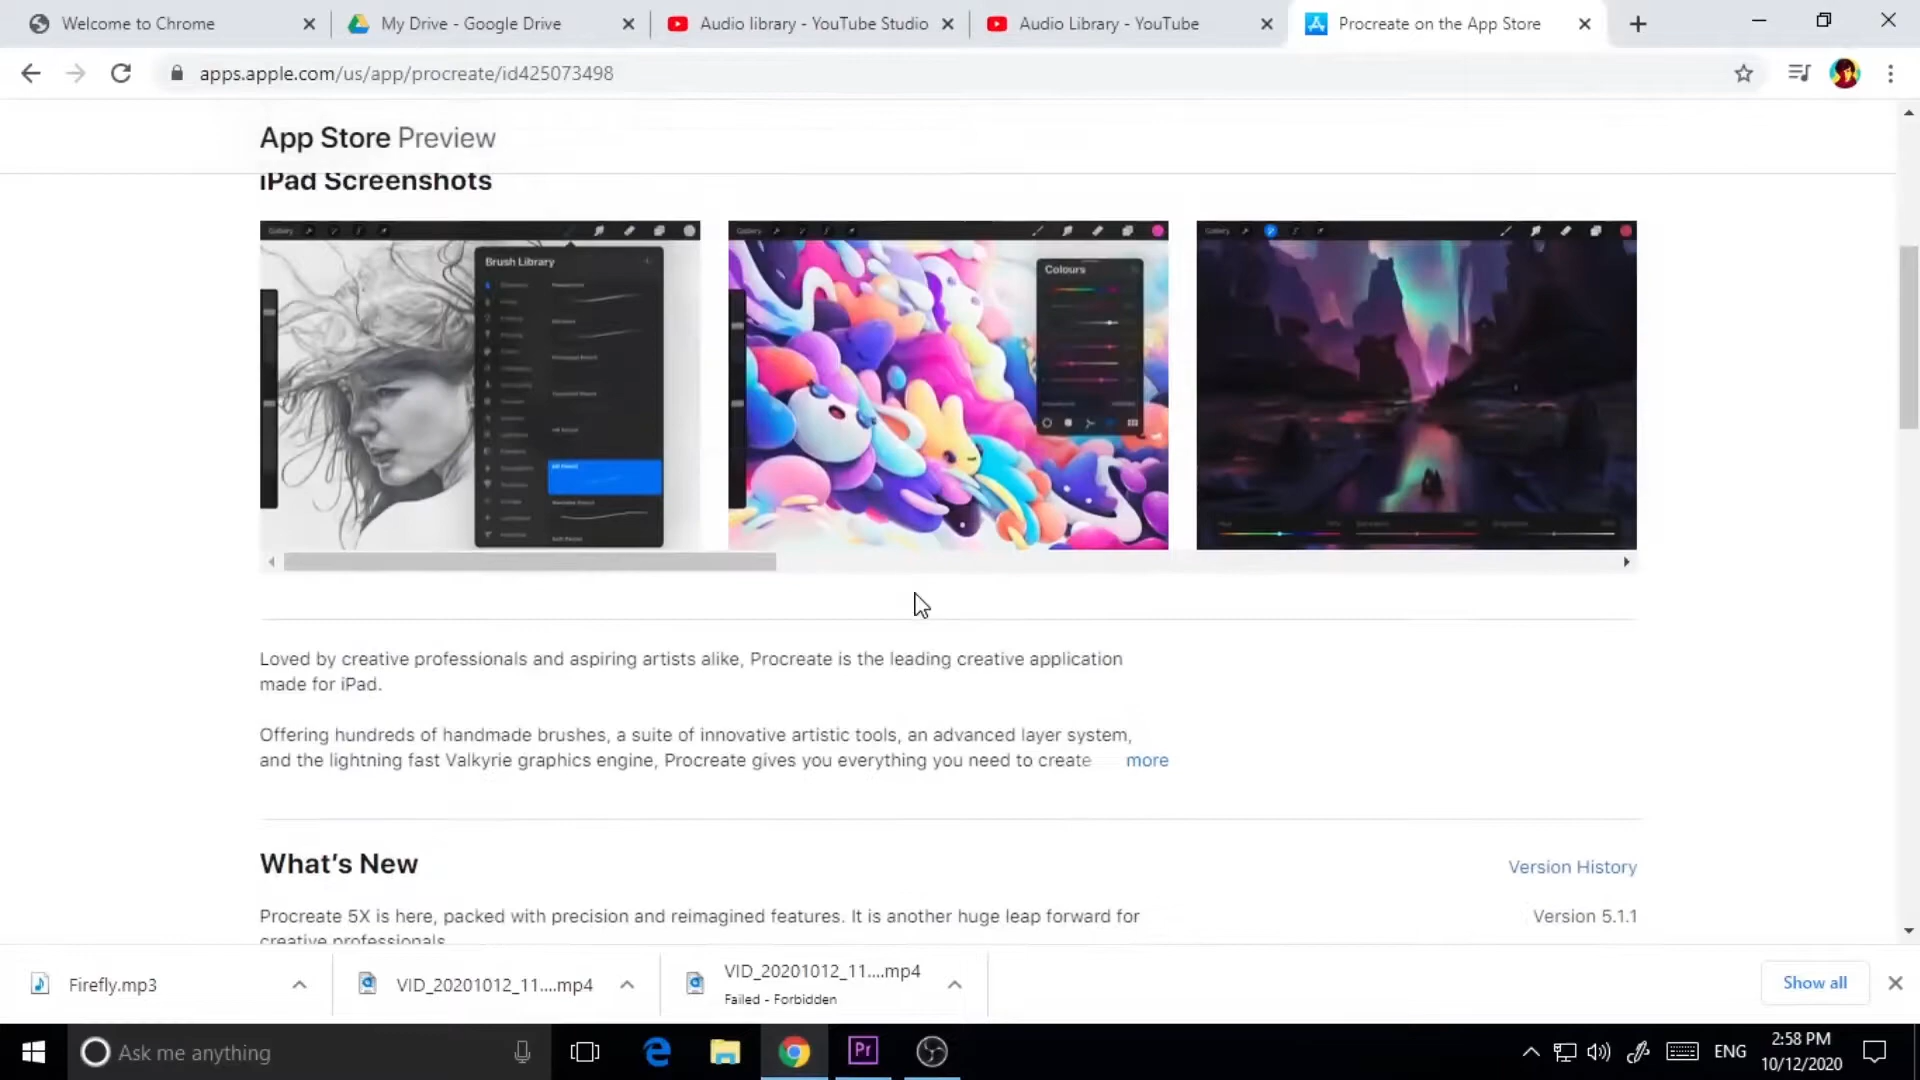 Welcome to Chrome
My Drive - Google Drive
Audio library - YouTube Studio
Audio Library - YouTube
Procreate on the App Store
apps.apple.com/us/app/procreate/id425073498
App Store Preview
iPad Screenshots
Gallery
Brush Library
Gallery
Colours
Gallery
Loved by creative professionals and aspiring artists alike, Procreate is the leading creative application
made for iPad.
Offering hundreds of handmade brushes, a suite of innovative artistic tools, an advanced layer system,
and the lightning fast Valkyrie graphics engine, Procreate gives you everything you need to create more
What's New
Version History
Procreate 5X is here, packed with precision and reimagined features. It is another huge leap forward for
creative professionals.
Version 5.1.1
Firefly.mp3
VID_20201012_11....mp4
VID_20201012_11....mp4
Failed - Forbidden
Show all
Ask me anything
Pr
ENG
2:58 PM
10/12/2020